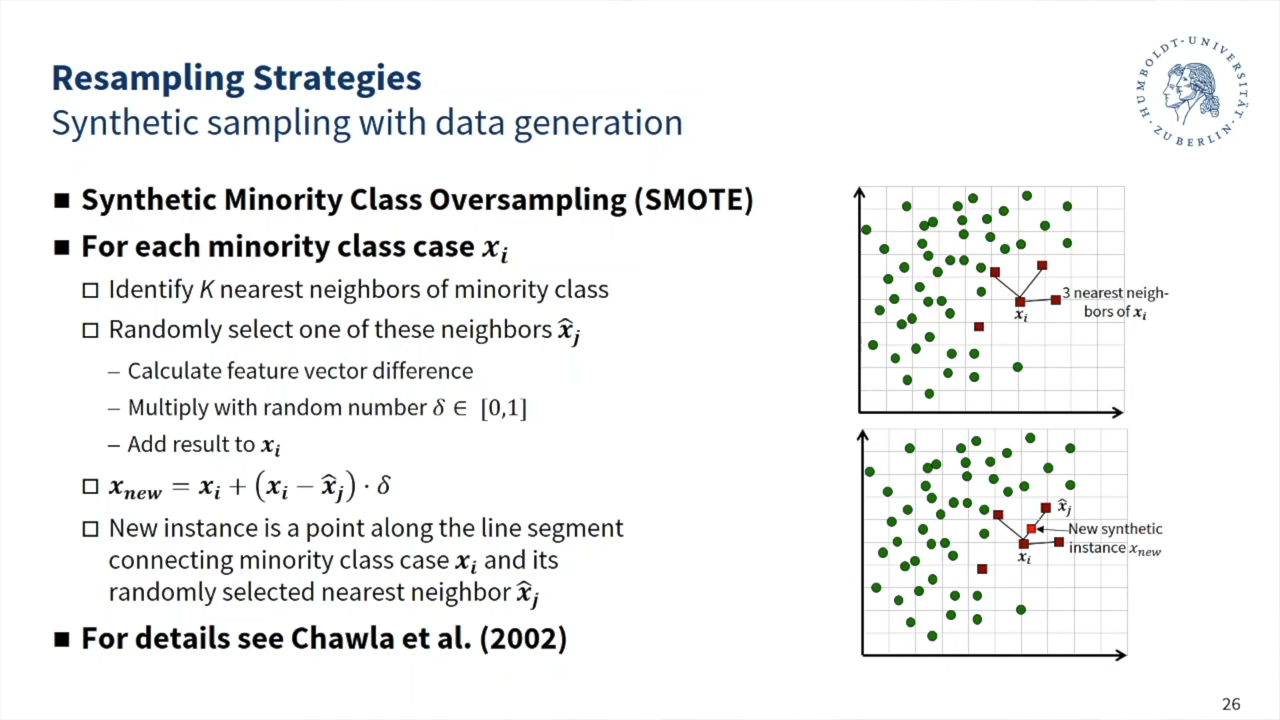 Resampling Strategies
Synthetic sampling with data generation
HUMBOLDT-UNIVERSITÄT · ZU BERLIN ·
■ Synthetic Minority Class Oversampling (SMOTE)
■ For each minority class case xᵢ
□ Identify K nearest neighbors of minority class
□ Randomly select one of these neighbors x̂ⱼ
– Calculate feature vector difference
– Multiply with random number δ ∈ [0,1]
– Add result to xᵢ
□ x_new = xᵢ + (xᵢ − x̂ⱼ) · δ
□ New instance is a point along the line segment
connecting minority class case xᵢ and its
randomly selected nearest neighbor x̂ⱼ
■ For details see Chawla et al. (2002)
3 nearest neigh-
bors of xᵢ
xᵢ
x̂ⱼ
New synthetic
instance x_new
xᵢ
26